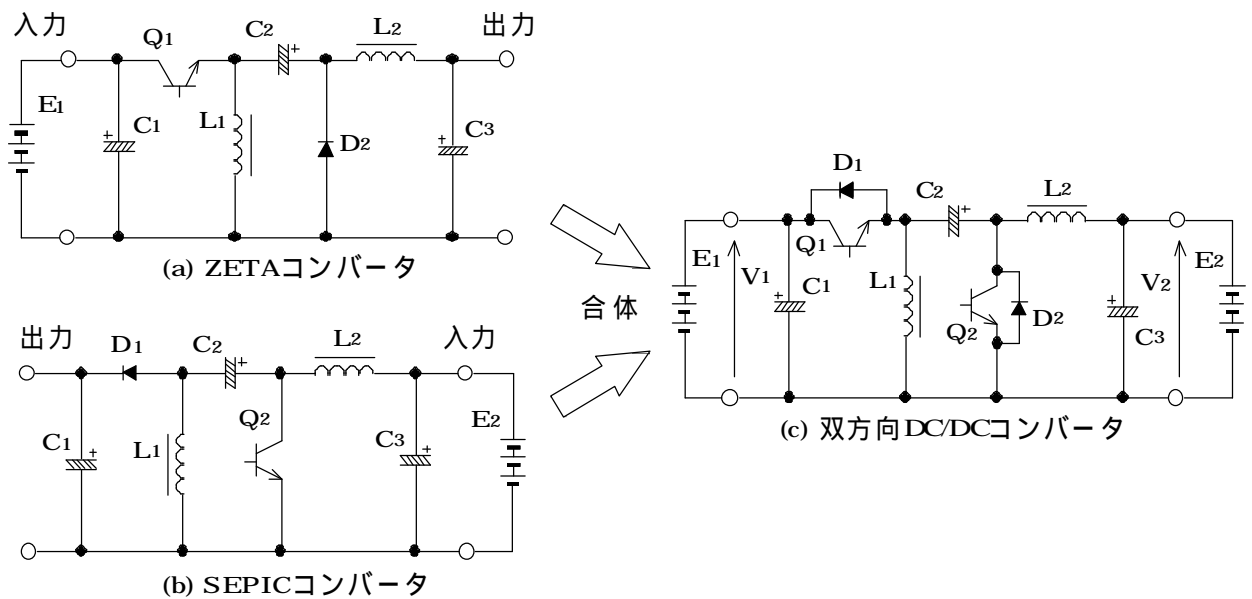 入力
Q1
C2
L2
出力
E1
C1
L1
D2
C3
(a) ZETAコンバータ
出力
D1
C2
L2
入力
C1
L1
Q2
C3
E2
(b) SEPICコンバータ
合体
D1
C2
L2
Q1
E1
V1
C1
L1
Q2
D2
V2
C3
E2
(c) 双方向DC/DCコンバータ